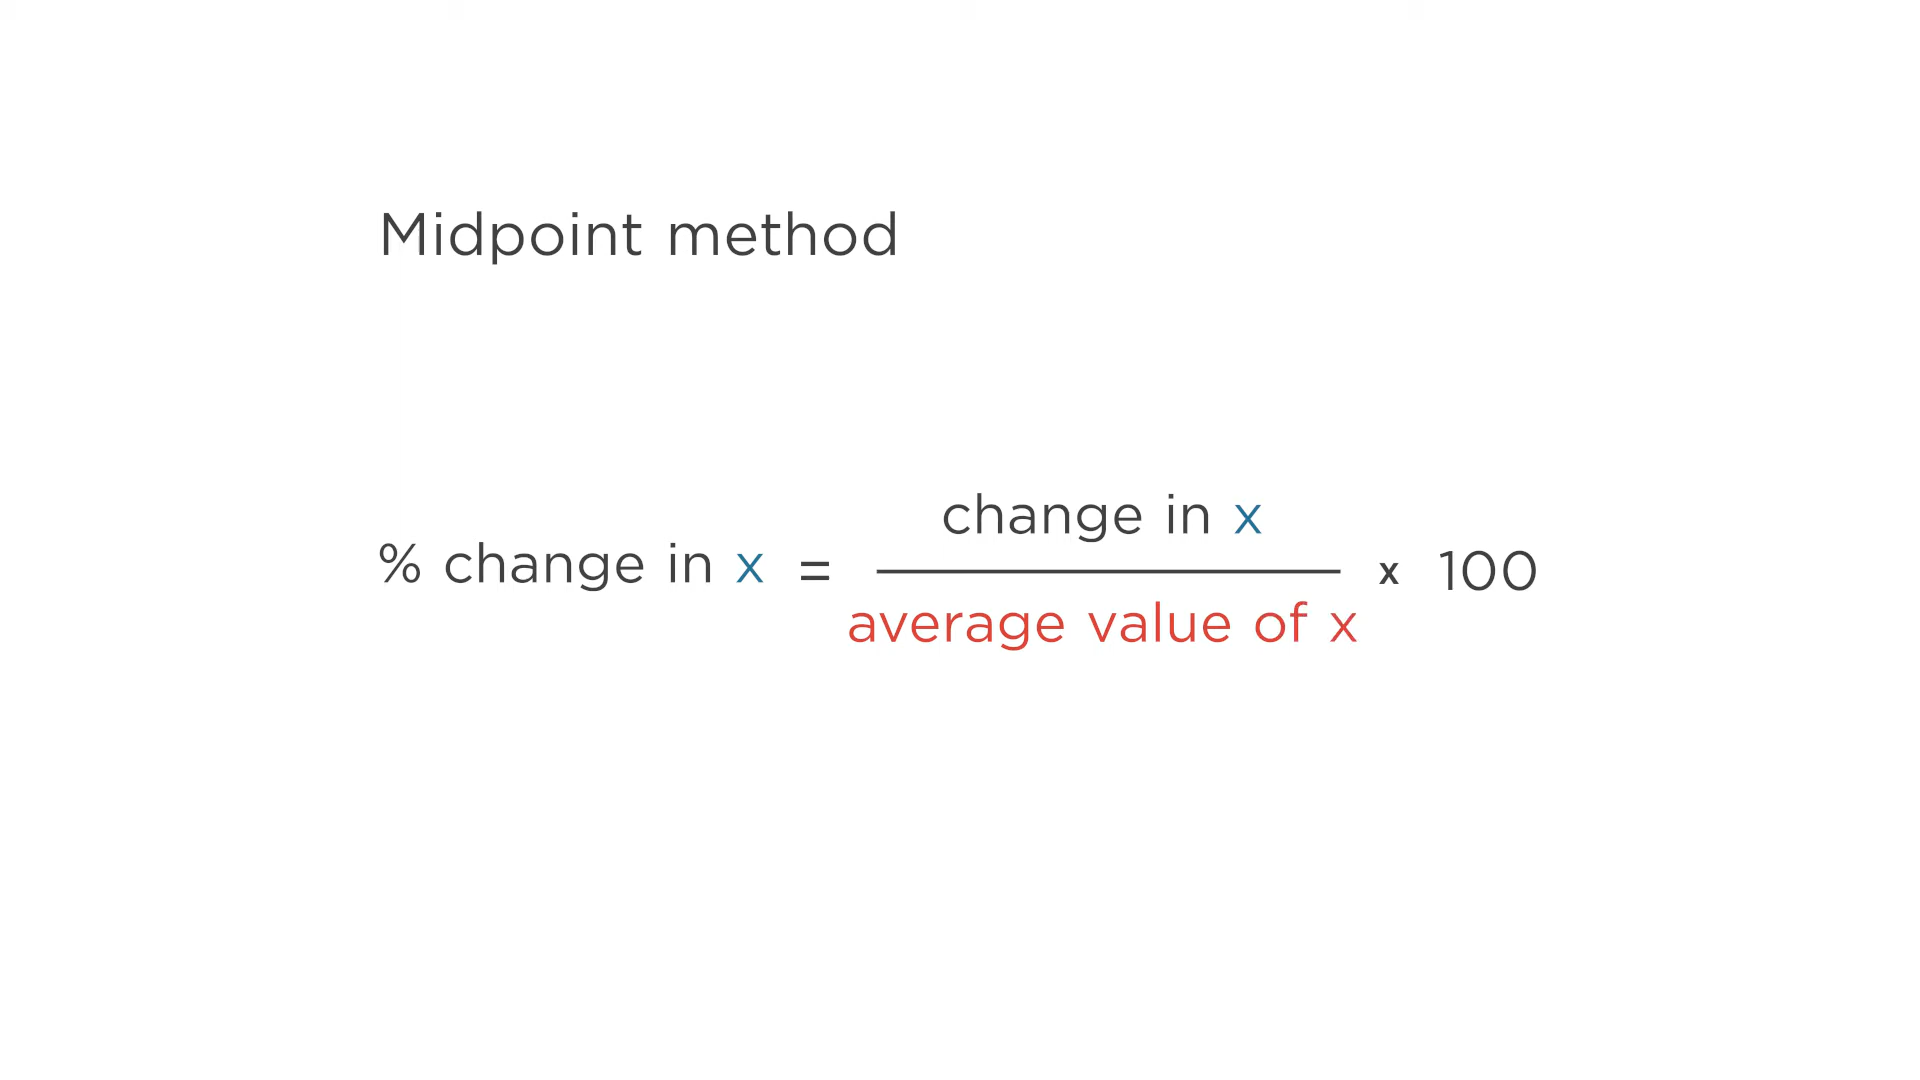 Midpoint method
change in x
% change in x = x 100
average value of x